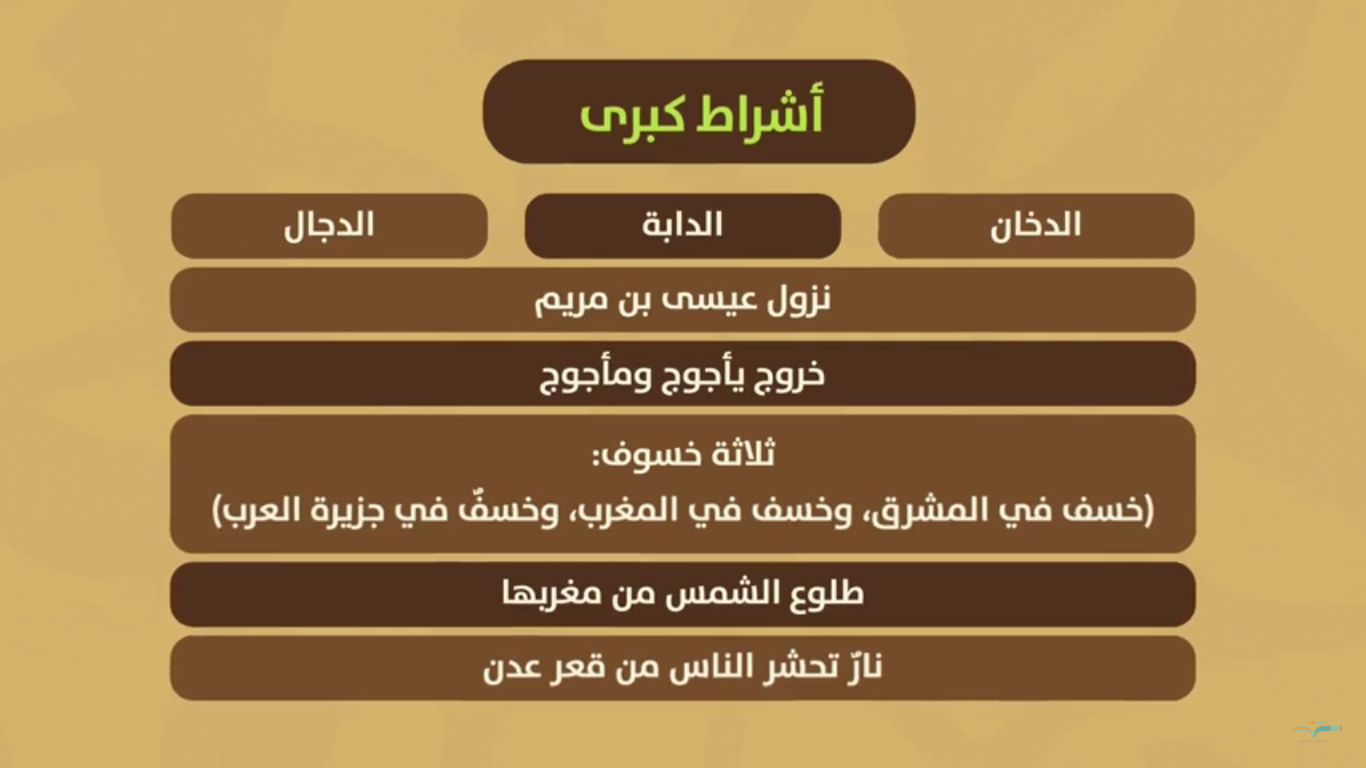 أشراط كبرى
الدخان
الدابة
الدجال
نزول عيسى بن مريم
خروج يأجوج ومأجوج
ثلاثة خسوف:
(خسف في المشرق، وخسف في المغرب، وخسفٌ في جزيرة العرب)
طلوع الشمس من مغربها
نارٌ تحشر الناس من قعر عدن